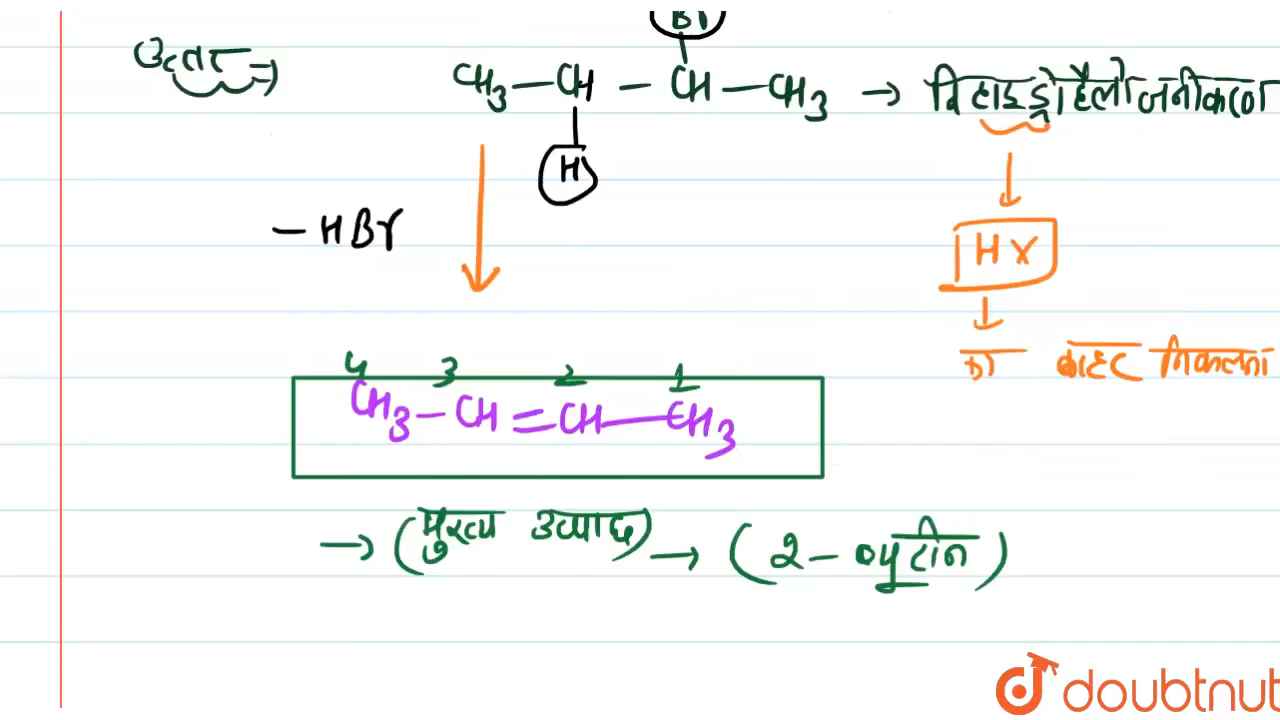 Br
उत्तर →
CH3 — CH — CH — CH3 → विहाइड्रोहैलोजनीकरण
H
— HBr
HX
का बाहर निकलना
4 3 2 1
CH3 — CH = CH — CH3
→ (मुख्य उत्पाद) → (2 - ब्युटीन)
doubtnut